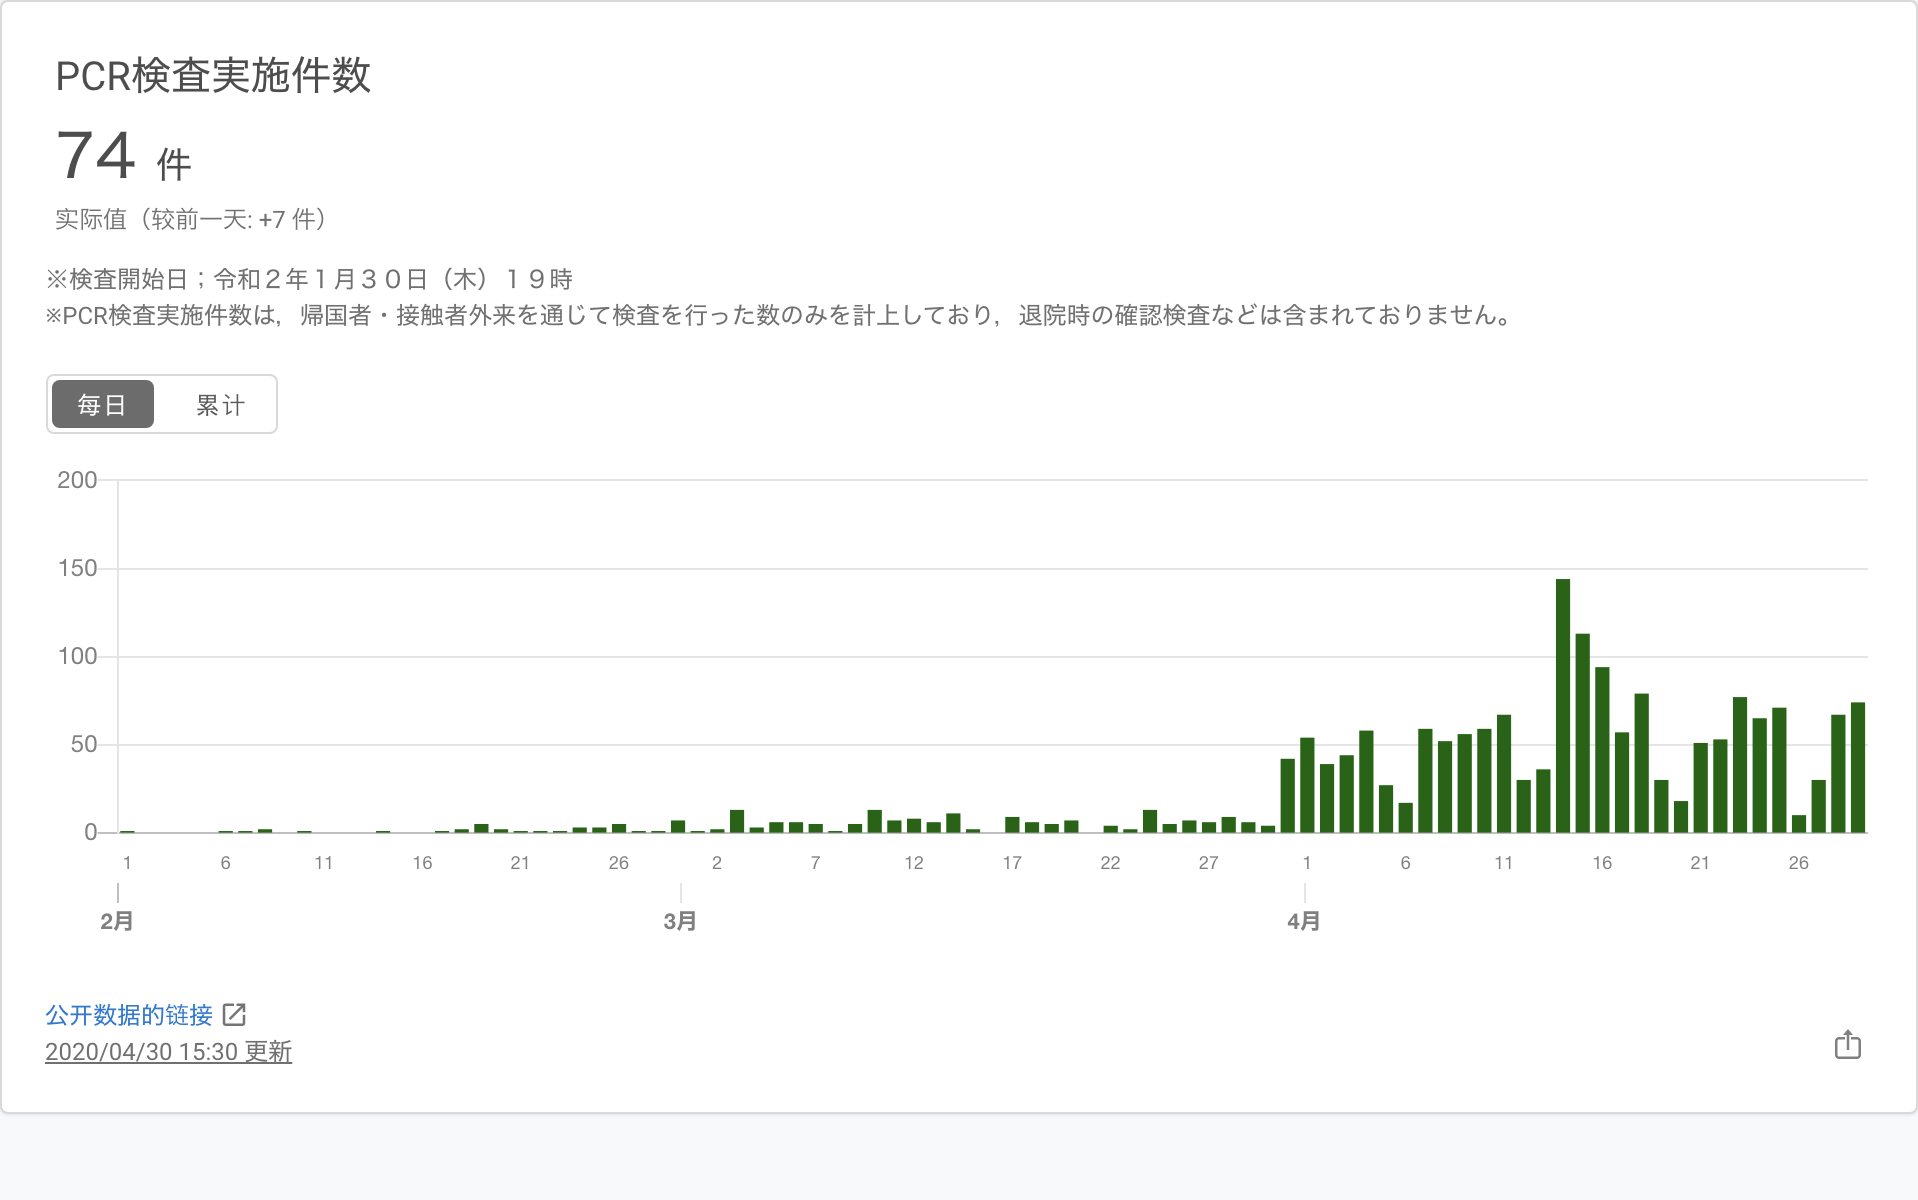 PCR検査実施件数
74 件
实际值（较前一天: +7 件）
※検査開始日；令和２年１月３０日（木）１９時
※PCR検査実施件数は，帰国者・接触者外来を通じて検査を行った数のみを計上しており，退院時の確認検査などは含まれておりません。
每日 累计
200
150
100
50
0
1 6 11 16 21 26 2 7 12 17 22 27 1 6 11 16 21 26
2月 3月 4月
公开数据的链接
2020/04/30 15:30 更新